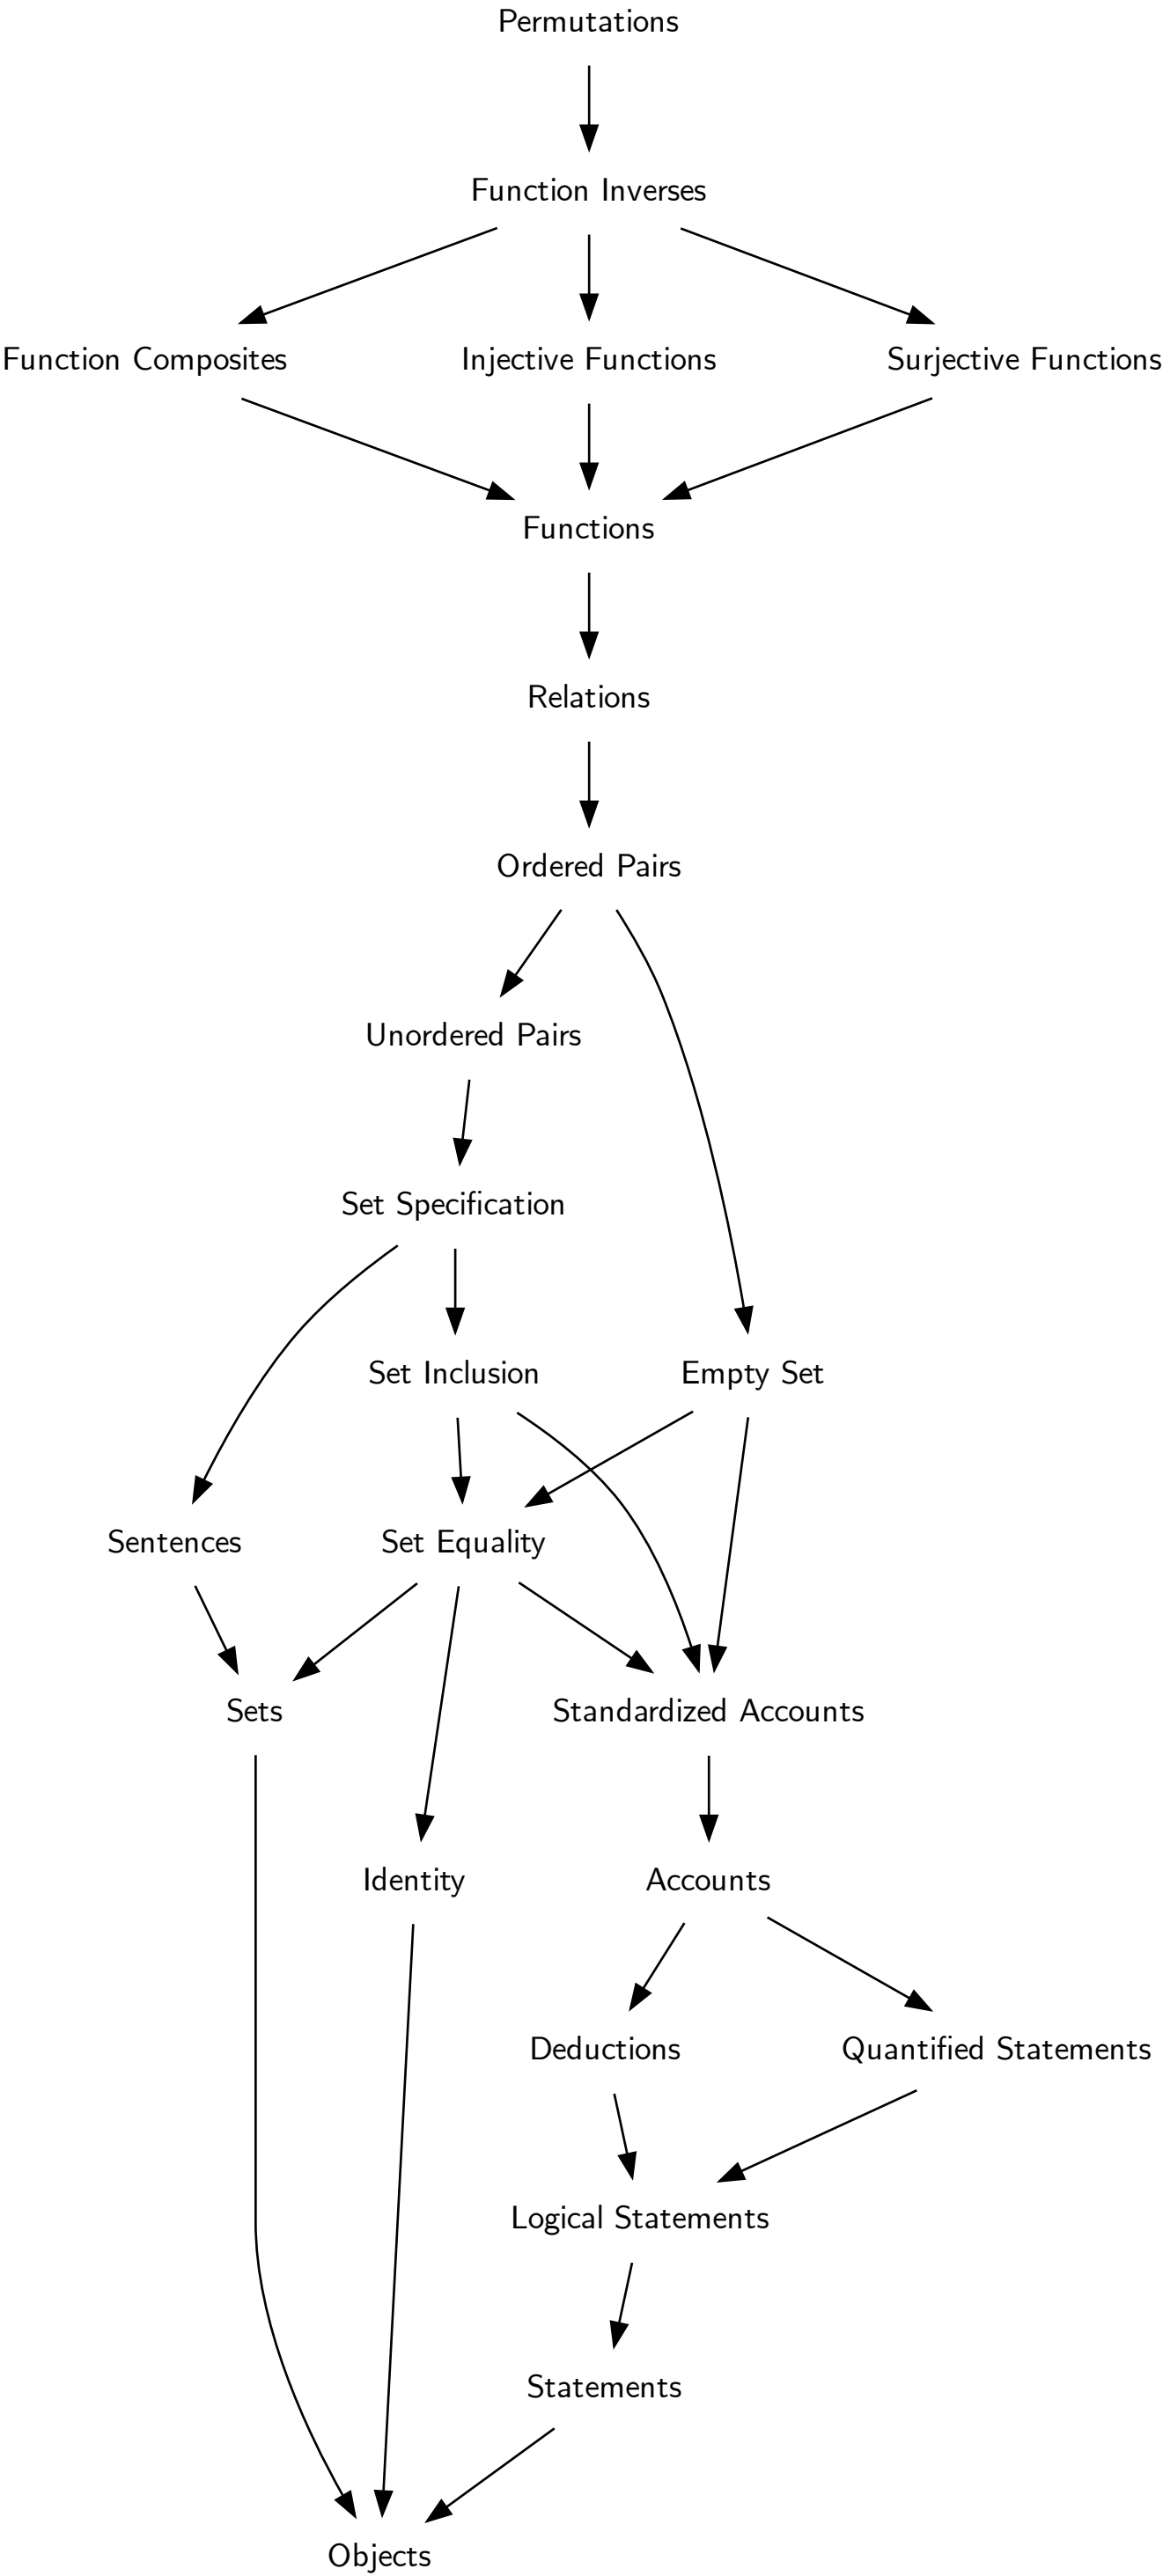 Permutations
Function Inverses
Function Composites
Injective Functions
Surjective Functions
Functions
Relations
Ordered Pairs
Unordered Pairs
Set Specification
Set Inclusion
Empty Set
Sentences
Set Equality
Sets
Standardized Accounts
Identity
Accounts
Deductions
Quantified Statements
Logical Statements
Statements
Objects